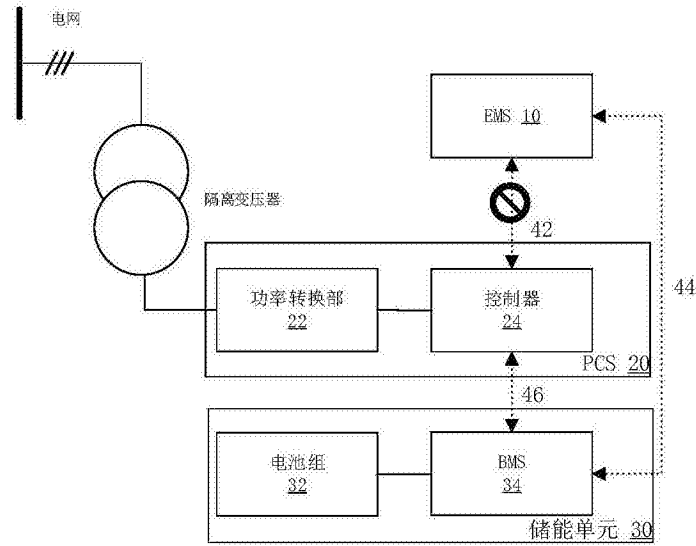 电网
EMS 10
隔离变压器
42
功率转换部
22
控制器
24
44
PCS 20
46
电池组
32
BMS
34
储能单元 30